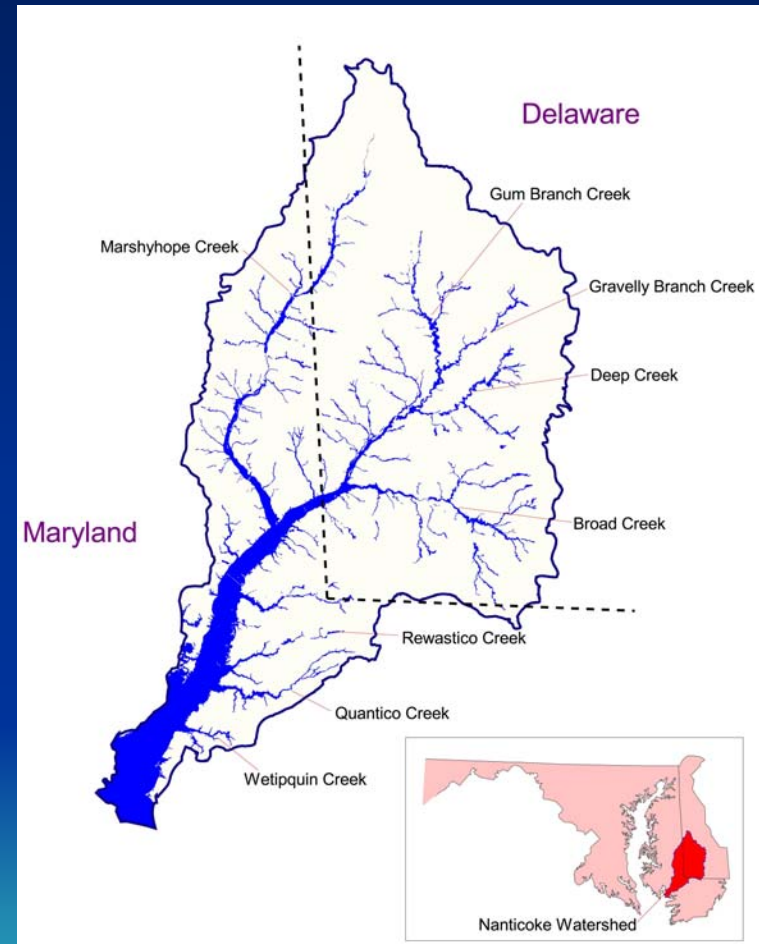 Delaware
Gum Branch Creek
Marshyhope Creek
Gravelly Branch Creek
Deep Creek
Maryland
Broad Creek
Rewastico Creek
Quantico Creek
Wetipquin Creek
Nanticoke Watershed